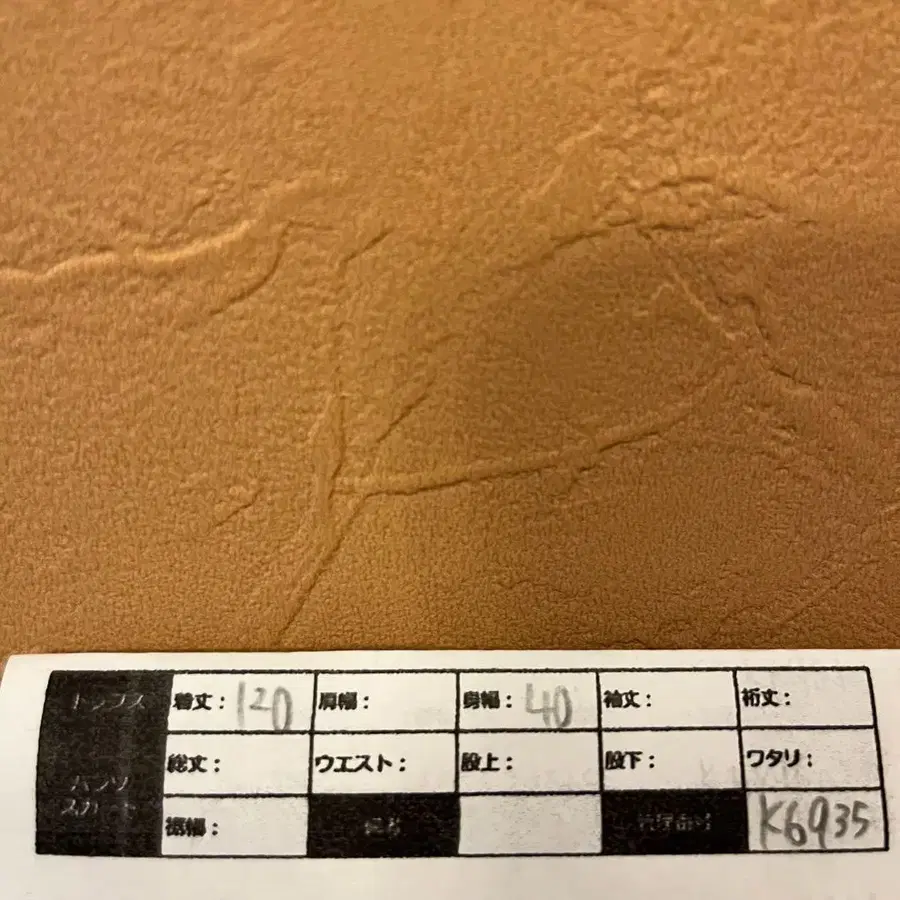 トップス 着丈: 120 肩幅: 身幅: 40 袖丈: 裄丈:
パンツ 総丈: ウエスト: 股上: 股下: ワタリ:
スカート 裾幅: K6935